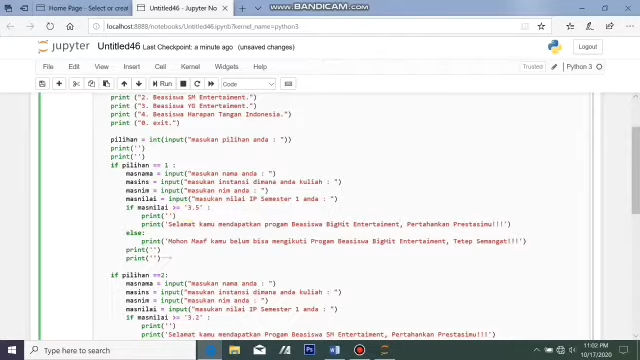 Home Page - Select or create
Untitled46 - Jupyter No
WWW.BANDICAM.COM
localhost:8888/notebooks/Untitled46.ipynb?kernel_name=python3
jupyter Untitled46 Last Checkpoint: a minute ago (unsaved changes)
Logout
File Edit View Insert Cell Kernel Widgets Help
Trusted Python 3
Run Code
print ("2. Beasiswa SM Entertaiment.")
print ("3. Beasiswa YG Entertaiment.")
print ("4. Beasiswa Harapan Tangan Indonesia.")
print ("0. exit.")
pilihan = int(input("masukan pilihan anda : "))
print('')
print('')
if pilihan == 1 :
masnama = input("masukan nama anda : ")
masins = input("masukan instansi dimana anda kuliah : ")
masnim = input("masukan nim anda : ")
masnilai = input("masukan nilai IP Semester 1 anda : ")
if masnilai >= '3.5' :
print('')
print('Selamat kamu mendapatkan progam Beasiswa BigHit Entertaiment, Pertahankan Prestasimu!!!')
else:
print('Mohon Maaf kamu belum bisa mengikuti Progam Beasiswa BigHit Entertaiment, Tetep Semangat!!!')
print('')
print('')
if pilihan ==2:
masnama = input("masukan nama anda : ")
masins = input("masukan instansi dimana anda kuliah : ")
masnim = input("masukan nim anda : ")
masnilai = input("masukan nilai IP Semester 1 anda : ")
if masnilai >= '3.2' :
print('')
print('Selamat kamu mendapatkan Progam Beasiswa SM Entertaiment, Pertahankan Prestasimu!!!')
Type here to search
11:02 PM
10/17/2020